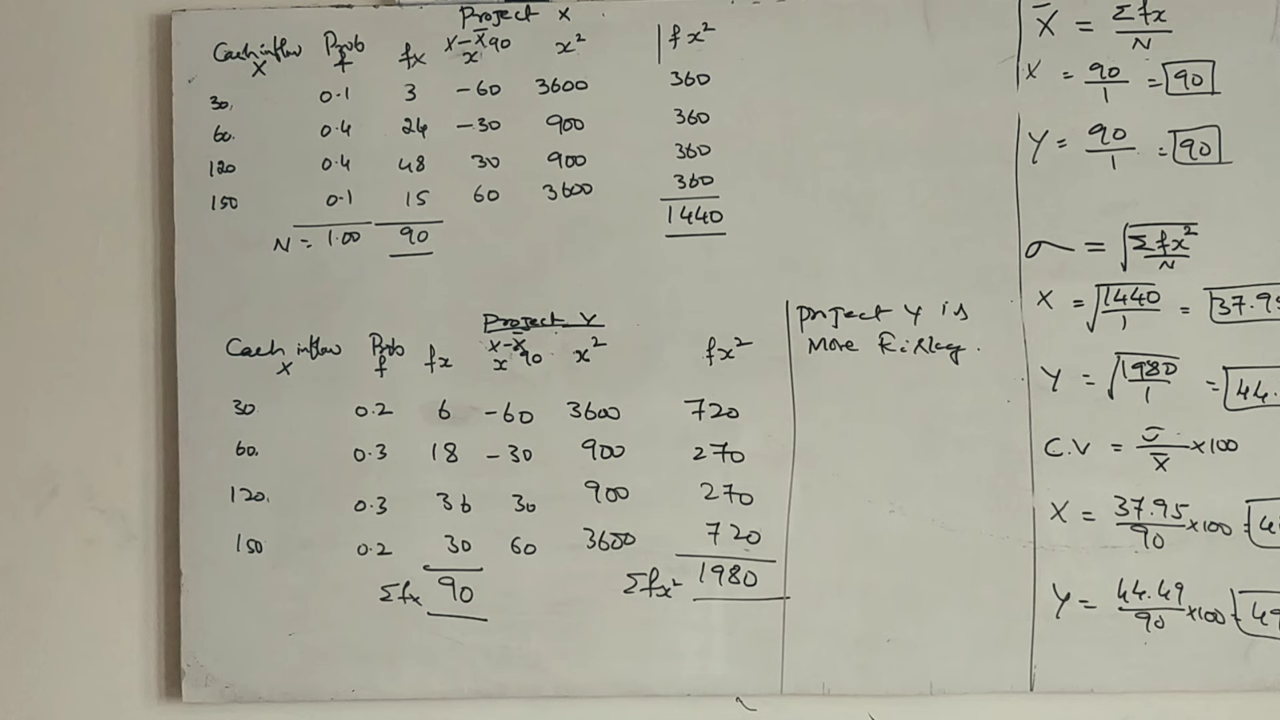 Project X
Cash inflow Prob X-X̄ 90
X f fx x x² fx²
30, 0.1 3 -60 3600 360
60. 0.4 24 -30 900 360
120 0.4 48 30 900 360
150 0.1 15 60 3600 360
N = 1.00 90 1440
Project Y
Cash inflow Prob X-X̄
X f fx x 90 x² fx²
30 0.2 6 -60 3600 720
60. 0.3 18 -30 900 270
120. 0.3 36 30 900 270
150 0.2 30 60 3600 720
Σfx 90 Σfx² 1980
project Y is
More
X̄ = Σfx/N
X = 90/1 = 90
Y = 90/1 = 90
σ = √Σfx²/N
X = √1440/1 = 37.95
Y = √1980/1 = 44.
C.V = σ/X̄ ×100
X = 37.95/90 ×100 = 4
Y = 44.49/90 ×100 = 49